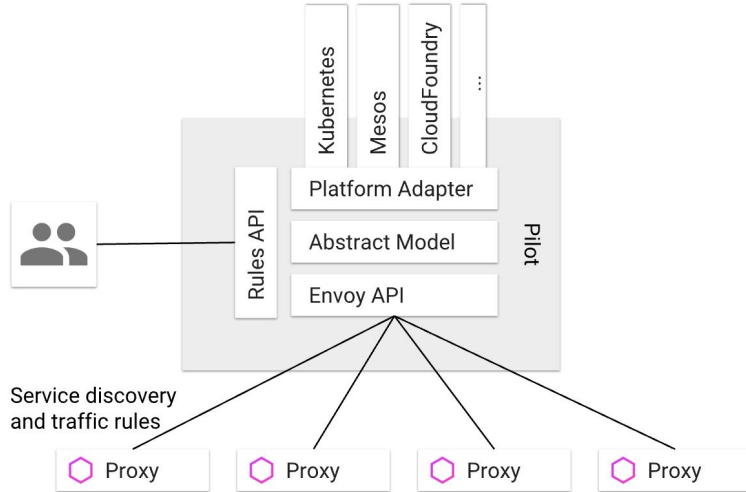 Kubernetes
Mesos
CloudFoundry
...
Platform Adapter
Rules API
Abstract Model
Pilot
Envoy API
Service discovery
and traffic rules
Proxy
Proxy
Proxy
Proxy